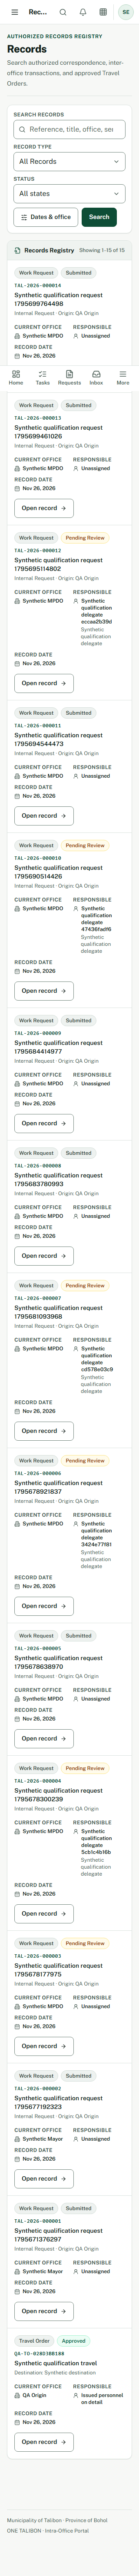 Rec...
SE
AUTHORIZED RECORDS REGISTRY
Records
Search authorized correspondence, inter-
office transactions, and approved Travel
Orders.
SEARCH RECORDS
Reference, title, office, sen
RECORD TYPE
All Records
STATUS
All states
Dates & office
Search
Records Registry
Showing 1–15 of 15
Work Request
Submitted
TAL-2026-000014
Synthetic qualification request
1795699764498
Internal Request · Origin: QA Origin
CURRENT OFFICE
RESPONSIBLE
Synthetic MPDO
Unassigned
RECORD DATE
Nov 26, 2026
Home
Tasks
Requests
Inbox
More
Work Request
Submitted
TAL-2026-000013
Synthetic qualification request
1795699461026
Internal Request · Origin: QA Origin
CURRENT OFFICE
RESPONSIBLE
Synthetic MPDO
Unassigned
RECORD DATE
Nov 26, 2026
Open record
Work Request
Pending Review
TAL-2026-000012
Synthetic qualification request
1795695114802
Internal Request · Origin: QA Origin
CURRENT OFFICE
RESPONSIBLE
Synthetic MPDO
Synthetic
qualification
delegate
eccaa2b39d
Synthetic
qualification
delegate
RECORD DATE
Nov 26, 2026
Open record
Work Request
Submitted
TAL-2026-000011
Synthetic qualification request
1795694544473
Internal Request · Origin: QA Origin
CURRENT OFFICE
RESPONSIBLE
Synthetic MPDO
Unassigned
RECORD DATE
Nov 26, 2026
Open record
Work Request
Pending Review
TAL-2026-000010
Synthetic qualification request
1795690514426
Internal Request · Origin: QA Origin
CURRENT OFFICE
RESPONSIBLE
Synthetic MPDO
Synthetic
qualification
delegate
47436fadf6
Synthetic
qualification
delegate
RECORD DATE
Nov 26, 2026
Open record
Work Request
Submitted
TAL-2026-000009
Synthetic qualification request
1795684414977
Internal Request · Origin: QA Origin
CURRENT OFFICE
RESPONSIBLE
Synthetic MPDO
Unassigned
RECORD DATE
Nov 26, 2026
Open record
Work Request
Submitted
TAL-2026-000008
Synthetic qualification request
1795683780993
Internal Request · Origin: QA Origin
CURRENT OFFICE
RESPONSIBLE
Synthetic MPDO
Unassigned
RECORD DATE
Nov 26, 2026
Open record
Work Request
Pending Review
TAL-2026-000007
Synthetic qualification request
1795681093968
Internal Request · Origin: QA Origin
CURRENT OFFICE
RESPONSIBLE
Synthetic MPDO
Synthetic
qualification
delegate
cd578e03c9
Synthetic
qualification
delegate
RECORD DATE
Nov 26, 2026
Open record
Work Request
Pending Review
TAL-2026-000006
Synthetic qualification request
1795678921837
Internal Request · Origin: QA Origin
CURRENT OFFICE
RESPONSIBLE
Synthetic MPDO
Synthetic
qualification
delegate
Synthetic
qualification
delegate
RECORD DATE
Nov 26, 2026
Open record
Work Request
Submitted
TAL-2026-000005
Synthetic qualification request
1795678638970
Internal Request · Origin: QA Origin
CURRENT OFFICE
RESPONSIBLE
Synthetic MPDO
Unassigned
RECORD DATE
Nov 26, 2026
Open record
Work Request
Pending Review
TAL-2026-000004
Synthetic qualification request
1795678300239
Internal Request · Origin: QA Origin
CURRENT OFFICE
RESPONSIBLE
Synthetic MPDO
Synthetic
qualification
delegate
5cb1c4b16b
Synthetic
qualification
delegate
RECORD DATE
Nov 26, 2026
Open record
Work Request
Pending Review
TAL-2026-000003
Synthetic qualification request
1795678177975
Internal Request · Origin: QA Origin
CURRENT OFFICE
RESPONSIBLE
Synthetic MPDO
Unassigned
RECORD DATE
Nov 26, 2026
Open record
Work Request
Submitted
TAL-2026-000002
Synthetic qualification request
1795677192323
Internal Request · Origin: QA Origin
CURRENT OFFICE
RESPONSIBLE
Synthetic Mayor
Unassigned
RECORD DATE
Nov 26, 2026
Open record
Work Request
Submitted
TAL-2026-000001
Synthetic qualification request
1795671376297
Internal Request · Origin: QA Origin
CURRENT OFFICE
RESPONSIBLE
Synthetic Mayor
Unassigned
RECORD DATE
Nov 26, 2026
Open record
Travel Order
Approved
Synthetic qualification travel
Destination: Synthetic destination
CURRENT OFFICE
RESPONSIBLE
QA Origin
Issued personnel
on detail
RECORD DATE
Nov 26, 2026
Open record
Municipality of Talibon · Province of Bohol
ONE TALIBON · Intra-Office Portal